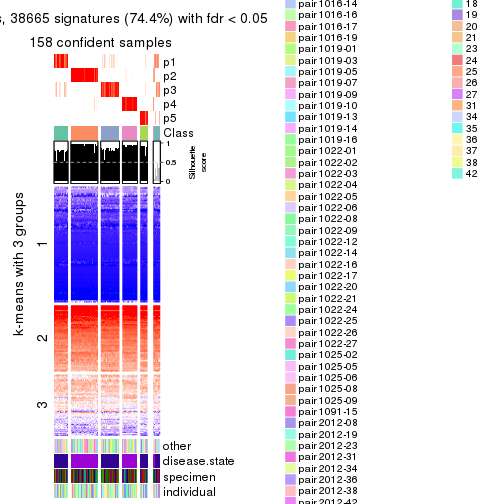 s, 38665 signatures (74.4%) with fdr < 0.05
158 confident samples
p1
p2
p3
p4
p5
Class
1
0.5
0
Silhouette
score
k-means with 3 groups
1
2
3
other
disease.state
specimen
individual
pair1016-14
pair1016-16
pair1016-17
pair1016-19
pair1019-01
pair1019-03
pair1019-05
pair1019-09
pair1019-10
pair1019-13
pair1019-14
pair1019-16
pair1022-01
pair1022-02
pair1022-03
pair1022-04
pair1022-05
pair1022-06
pair1022-08
pair1022-09
pair1022-12
pair1022-14
pair1022-16
pair1022-17
pair1022-20
pair1022-21
pair1022-24
pair1022-25
pair1022-26
pair1022-27
pair1025-02
pair1025-05
pair1025-06
pair1025-08
pair1025-09
pair1091-15
pair2012-08
pair2012-19
pair2012-23
pair2012-31
pair2012-34
pair2012-36
pair2012-38
pair2012-42
18
19
20
21
23
24
25
26
27
31
34
35
36
37
38
42